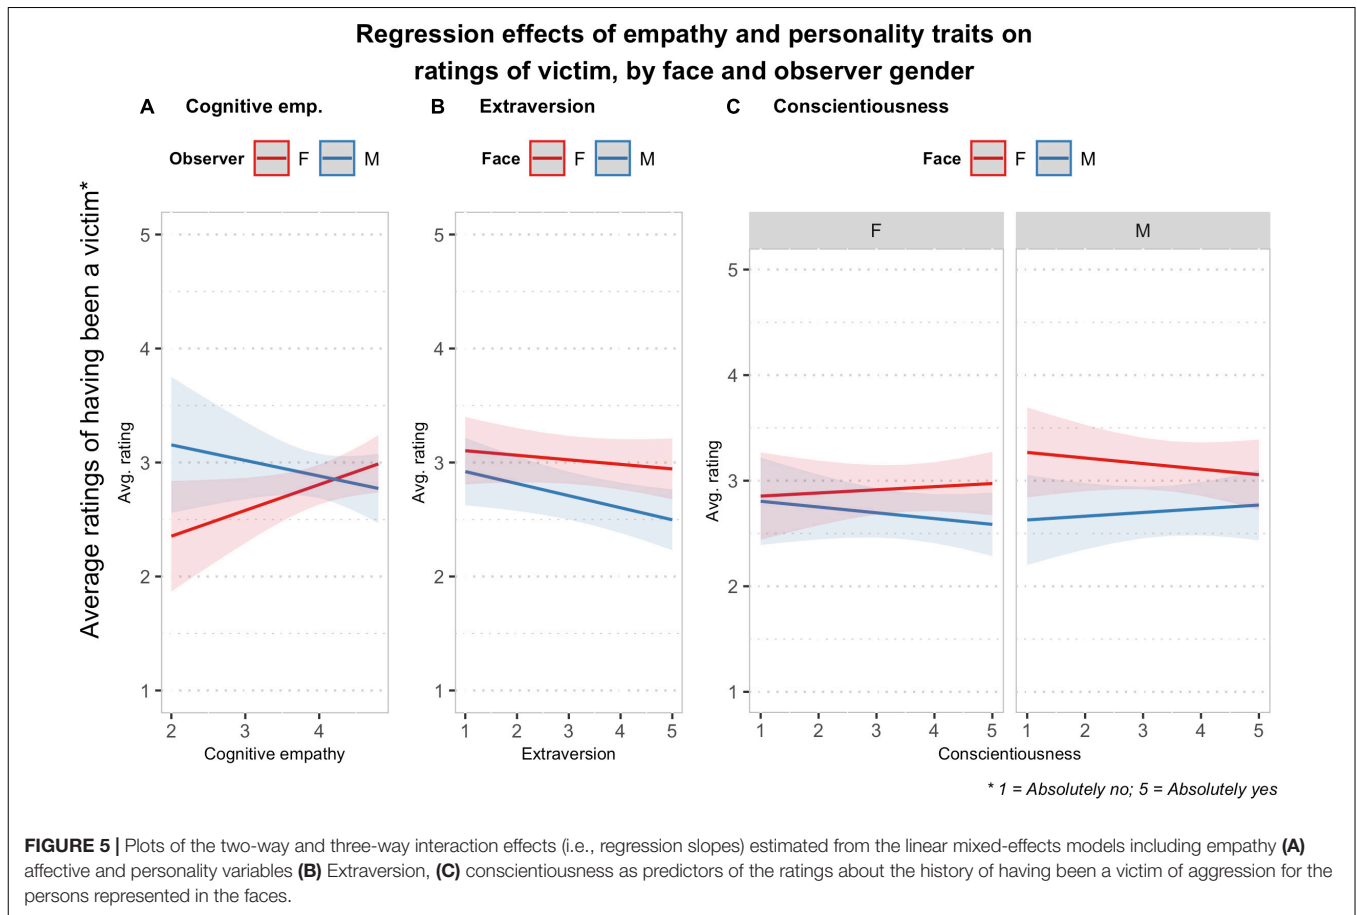 Regression effects of empathy and personality traits on
ratings of victim, by face and observer gender
A Cognitive emp.
B Extraversion
C Conscientiousness
Observer F M
Face F M
Face F M
Average ratings of having been a victim*
Avg. rating
5
4
3
2
1
2 3 4
Cognitive empathy
Avg. rating
5
4
3
2
1
1 2 3 4 5
Extraversion
F M
Avg. rating
5
4
3
2
1
1 2 3 4 5 1 2 3 4 5
Conscientiousness
* 1 = Absolutely no; 5 = Absolutely yes
FIGURE 5 | Plots of the two-way and three-way interaction effects (i.e., regression slopes) estimated from the linear mixed-effects models including empathy (A)
affective and personality variables (B) Extraversion, (C) conscientiousness as predictors of the ratings about the history of having been a victim of aggression for the
persons represented in the faces.